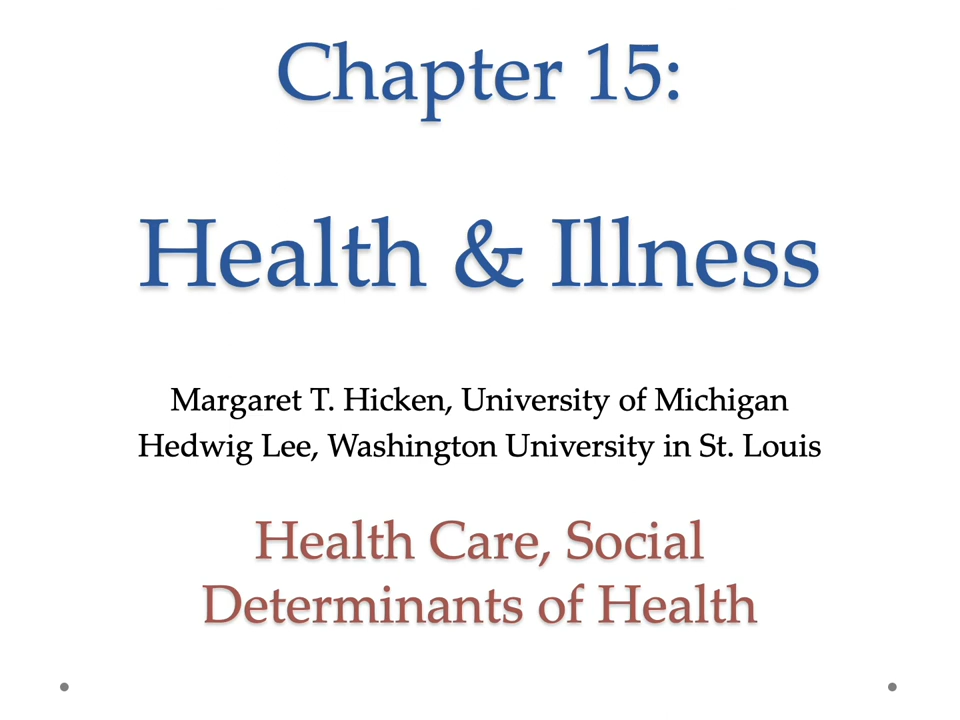 Chapter 15:
Health & Illness
Margaret T. Hicken, University of Michigan
Hedwig Lee, Washington University in St. Louis
Health Care, Social
Determinants of Health